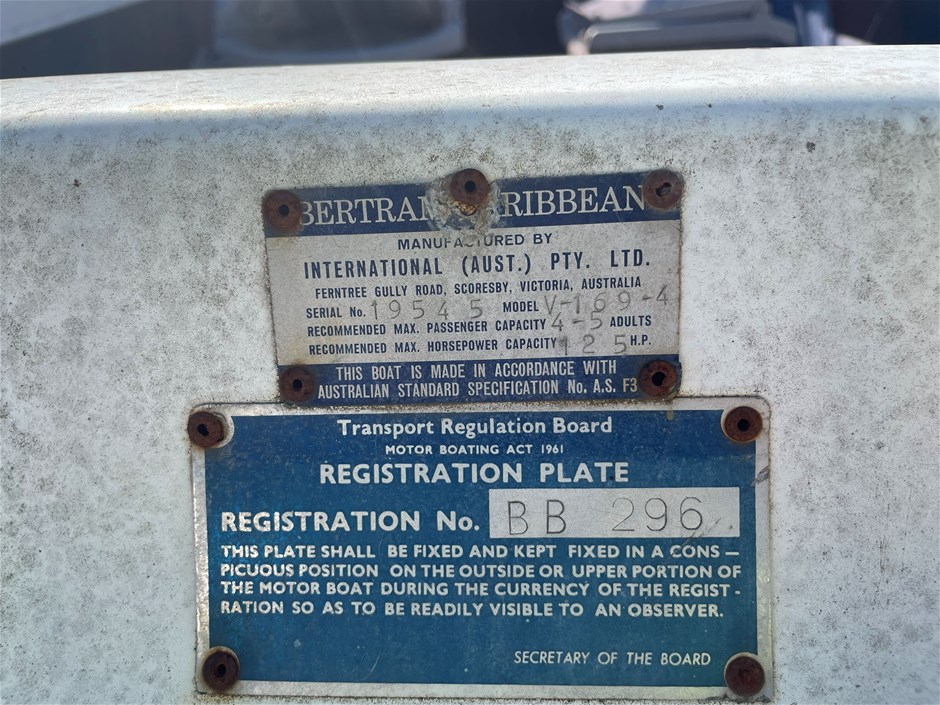 BERTRAM CARIBBEAN
MANUFACTURED BY
INTERNATIONAL (AUST.) PTY. LTD.
FERNTREE GULLY ROAD, SCORESBY, VICTORIA, AUSTRALIA
SERIAL No. 19545 MODEL V-169-4
RECOMMENDED MAX. PASSENGER CAPACITY 4-5 ADULTS
RECOMMENDED MAX. HORSEPOWER CAPACITY 125 H.P.
THIS BOAT IS MADE IN ACCORDANCE WITH
AUSTRALIAN STANDARD SPECIFICATION No. A.S. F3
Transport Regulation Board
MOTOR BOATING ACT 1961
REGISTRATION PLATE
REGISTRATION No. BB 296
THIS PLATE SHALL BE FIXED AND KEPT FIXED IN A CONS —
PICUOUS POSITION ON THE OUTSIDE OR UPPER PORTION OF
THE MOTOR BOAT DURING THE CURRENCY OF THE REGIST -
RATION SO AS TO BE READILY VISIBLE TO AN OBSERVER.
SECRETARY OF THE BOARD